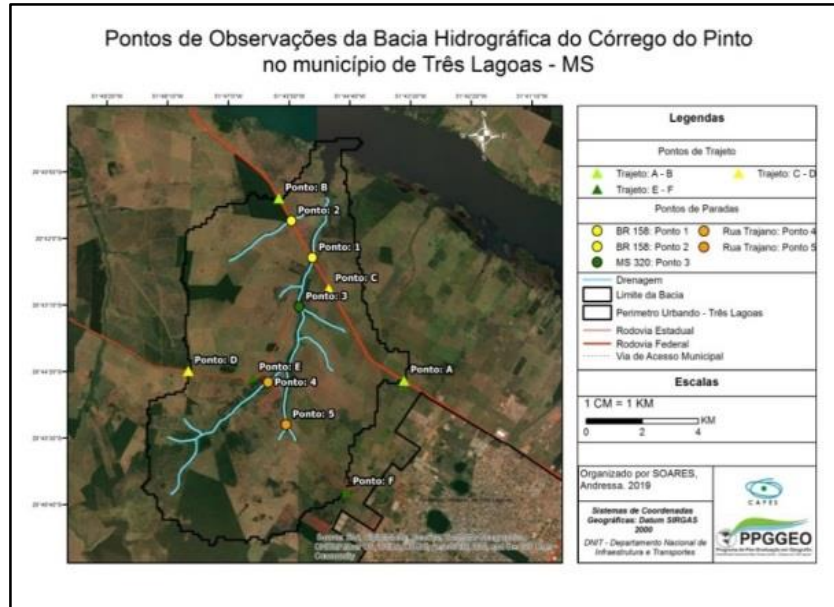 Pontos de Observações da Bacia Hidrográfica do Córrego do Pinto
no município de Três Lagoas - MS
Ponto: B
Ponto: 2
Ponto: 1
Ponto: C
Ponto: 3
Ponto: D
Ponto: E
Ponto: 4
Ponto: A
Ponto: 5
Ponto: F
Legendas
Pontos de Trajeto
Trajeto: A - B
Trajeto: C - D
Trajeto: E - F
Pontos de Paradas
BR 158: Ponto 1
Rua Trajano: Ponto 4
BR 158: Ponto 2
Rua Trajano: Ponto 5
MS 320: Ponto 3
Drenagem
Limite da Bacia
Perimetro Urbando - Três Lagoas
Rodovia Estadual
Rodovia Federal
Via de Acesso Municipal
Escalas
1 CM = 1 KM
KM
0 2 4
Organizado por SOARES,
Andressa. 2019
Sistemas de Coordenadas
Geográficas: Datum SIRGAS
2000
DNIT - Departamento Nacional de
Infraestrutura e Transportes
CAPES
PPGGEO